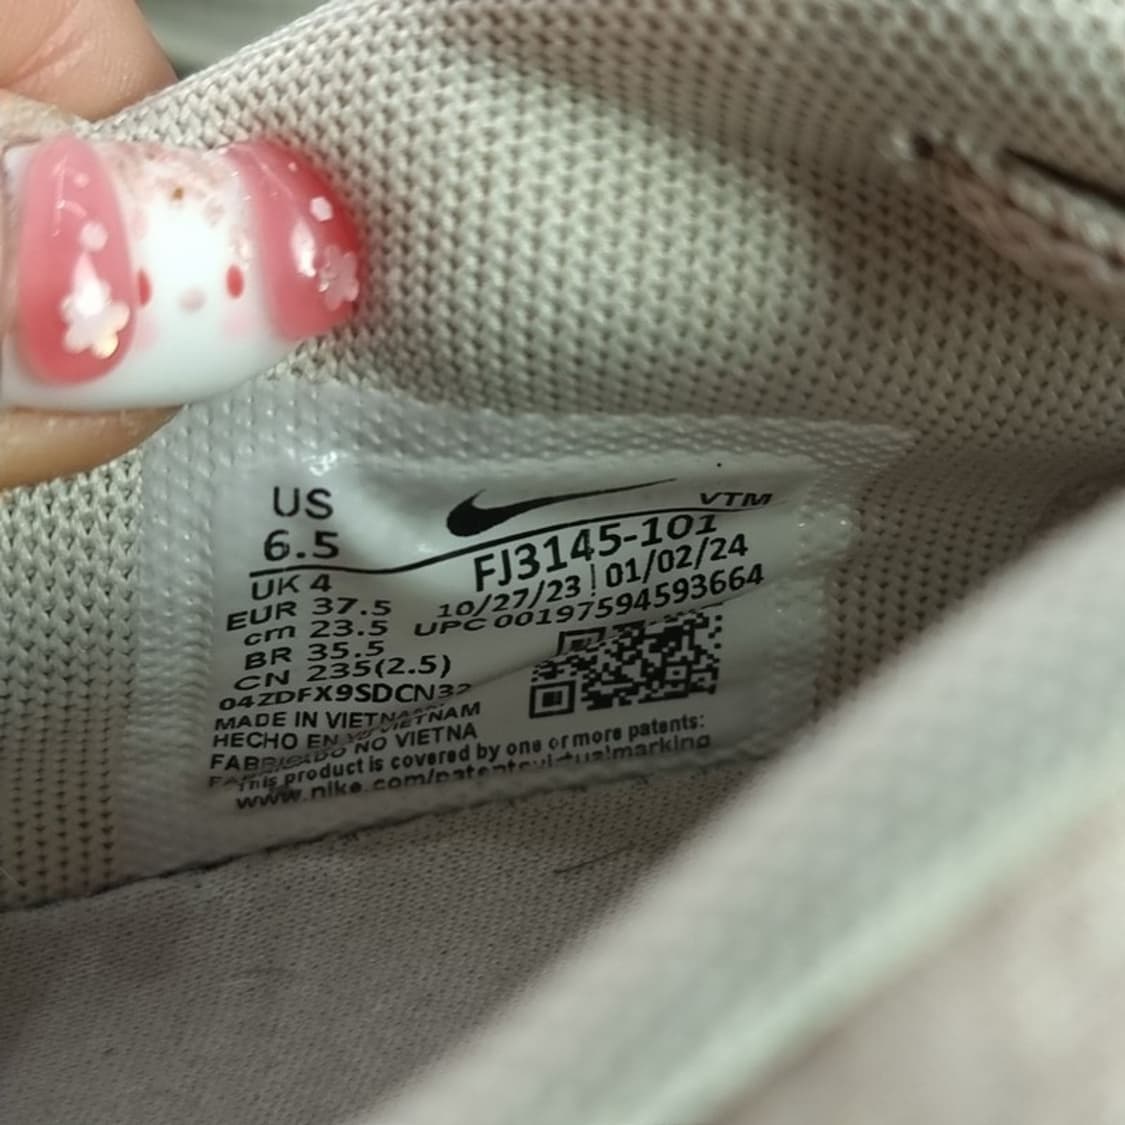 US
6.5
UK 4
EUR 37.5
cm 23.5
BR 35.5
CN 235(2.5)
04ZDFX9SDCN32
VTM
FJ3145-101
10/27/23 | 01/02/24
UPC 00197594593664
MADE IN VIETNAM
HECHO EN VIETNAM
FABRICADO NO VIETNA
This product is covered by one or more patents:
www.nike.com/patentsvirtualmarking